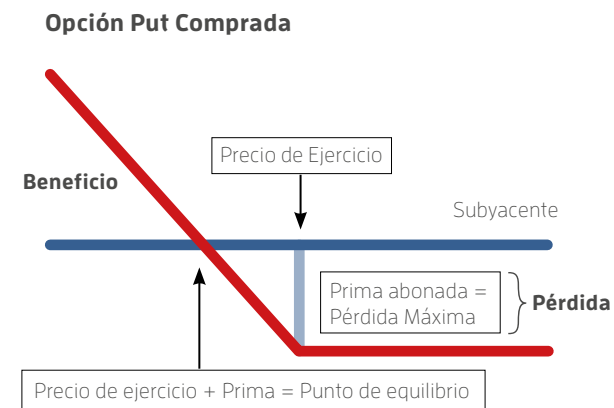 Opción Put Comprada
Precio de Ejercicio
Beneficio
Subyacente
Prima abonada =
Pérdida Máxima
Pérdida
Precio de ejercicio + Prima = Punto de equilibrio